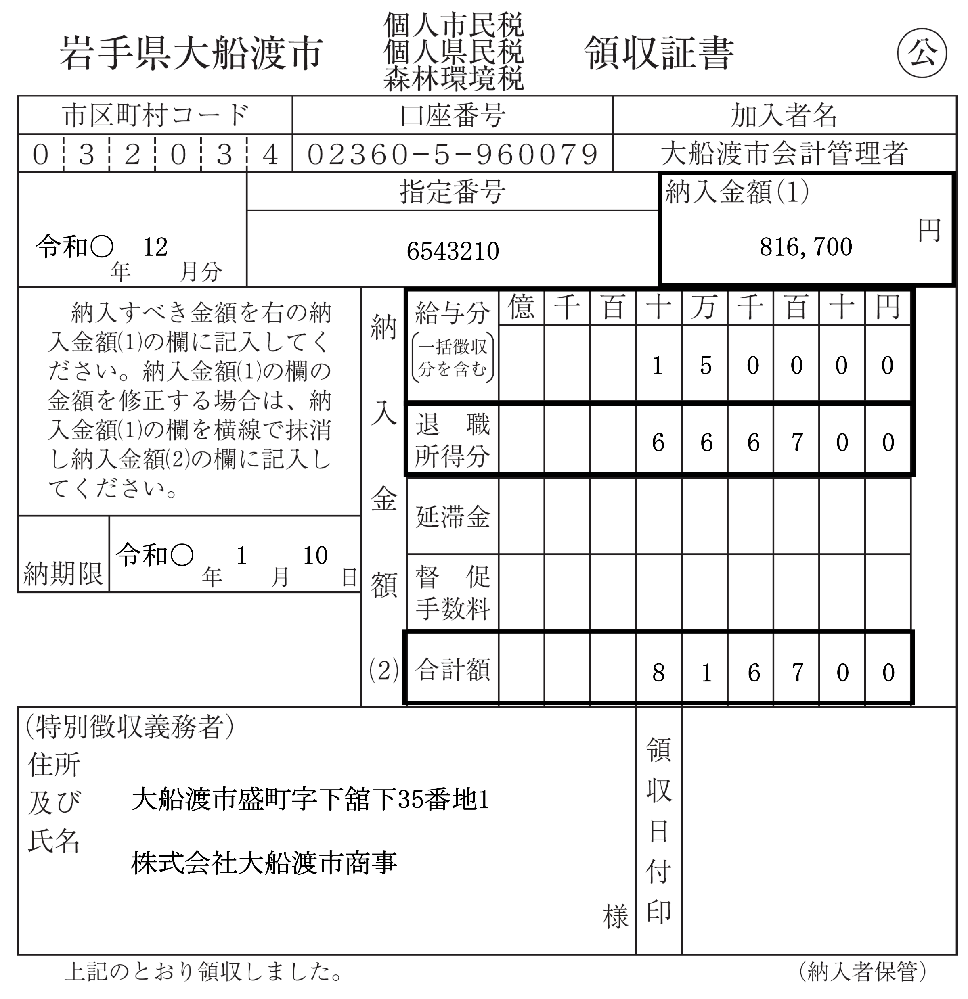 岩手県大船渡市
個人市民税
個人県民税
森林環境税
領収証書
公
市区町村コード 口座番号 加入者名
0 3 2 0 3 4 02360-5-960079 大船渡市会計管理者
指定番号 納入金額(1)
令和〇 年 12 月分 6543210 816,700 円
納入すべき金額を右の納
入金額(1)の欄に記入してく
ださい。納入金額(1)の欄の
金額を修正する場合は、納
入金額(1)の欄を横線で抹消
し納入金額(2)の欄に記入し
てください。
納期限 令和〇 年 1 月 10 日
納入金額(2)
億 千 百 十 万 千 百 十 円
給与分
(一括徴収
分を含む)
1 5 0 0 0 0
退職
所得分
6 6 6 7 0 0
延滞金
督促
手数料
合計額 8 1 6 7 0 0
(特別徴収義務者)
住所
及び
氏名
大船渡市盛町字下舘下35番地1
株式会社大船渡市商事
様
領収日付印
上記のとおり領収しました。
(納入者保管)